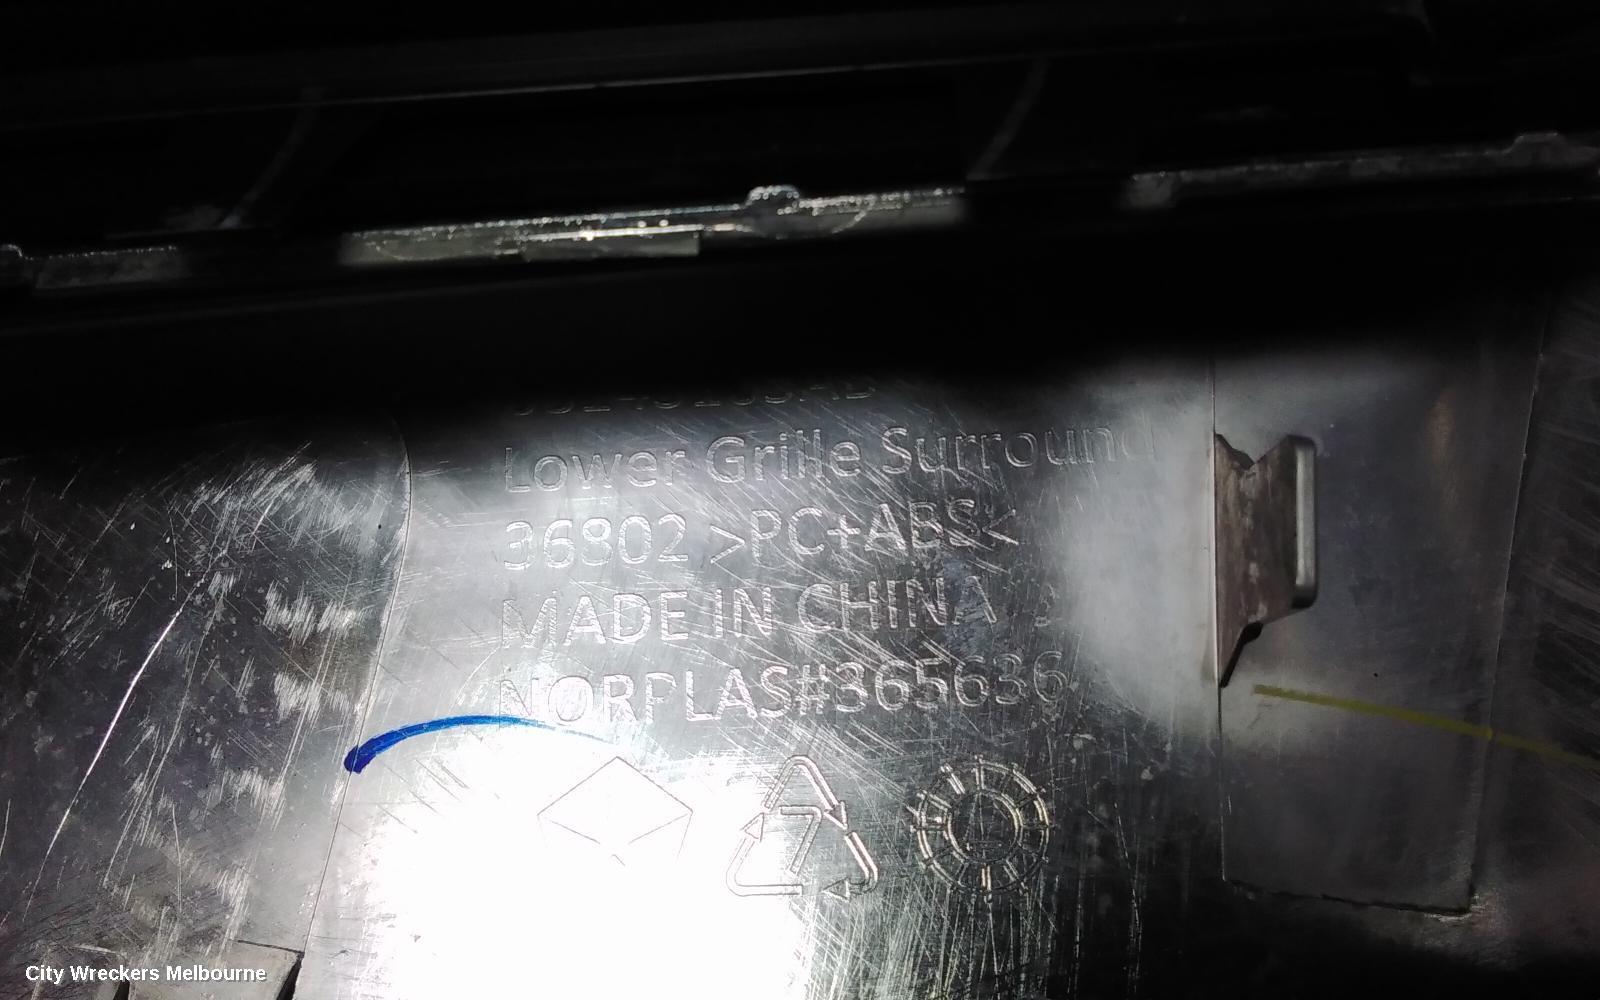 Lower Grille Surround
36802 >PC+ABS<
MADE IN CHINA
NORPLAS#365636
7
City Wreckers Melbourne